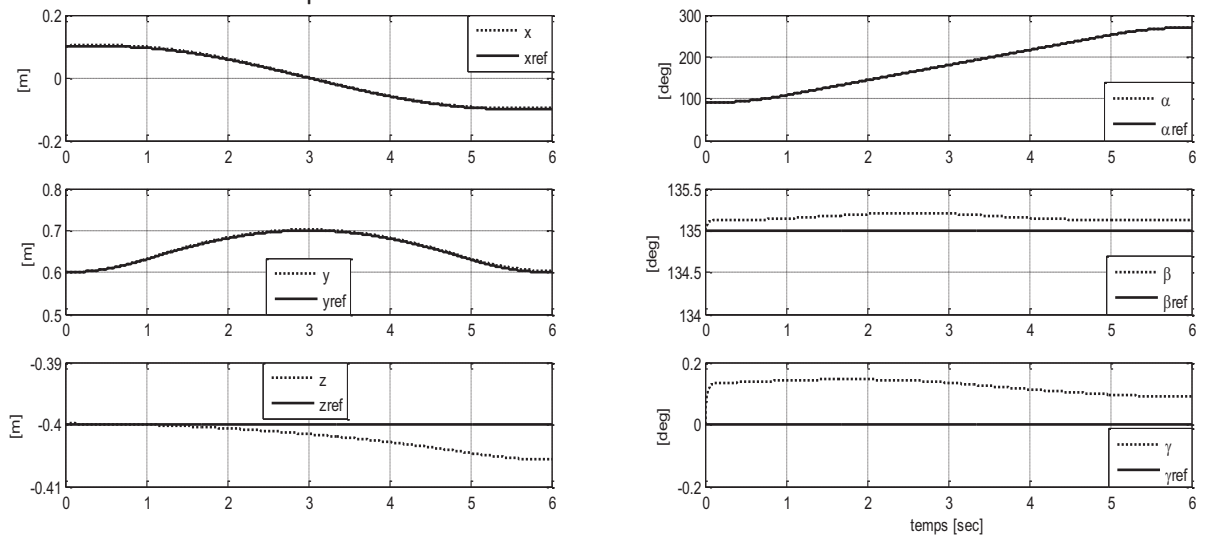 0.2
0
-0.2
[m]
0 1 2 3 4 5 6
x
xref
300
200
100
0
[deg]
0 1 2 3 4 5 6
α
αref
0.8
0.7
0.6
0.5
[m]
0 1 2 3 4 5 6
y
yref
135.5
135
134.5
134
[deg]
0 1 2 3 4 5 6
β
βref
-0.39
-0.4
-0.41
[m]
0 1 2 3 4 5 6
z
zref
0.2
0
-0.2
[deg]
0 1 2 3 4 5 6
γ
γref
temps [sec]